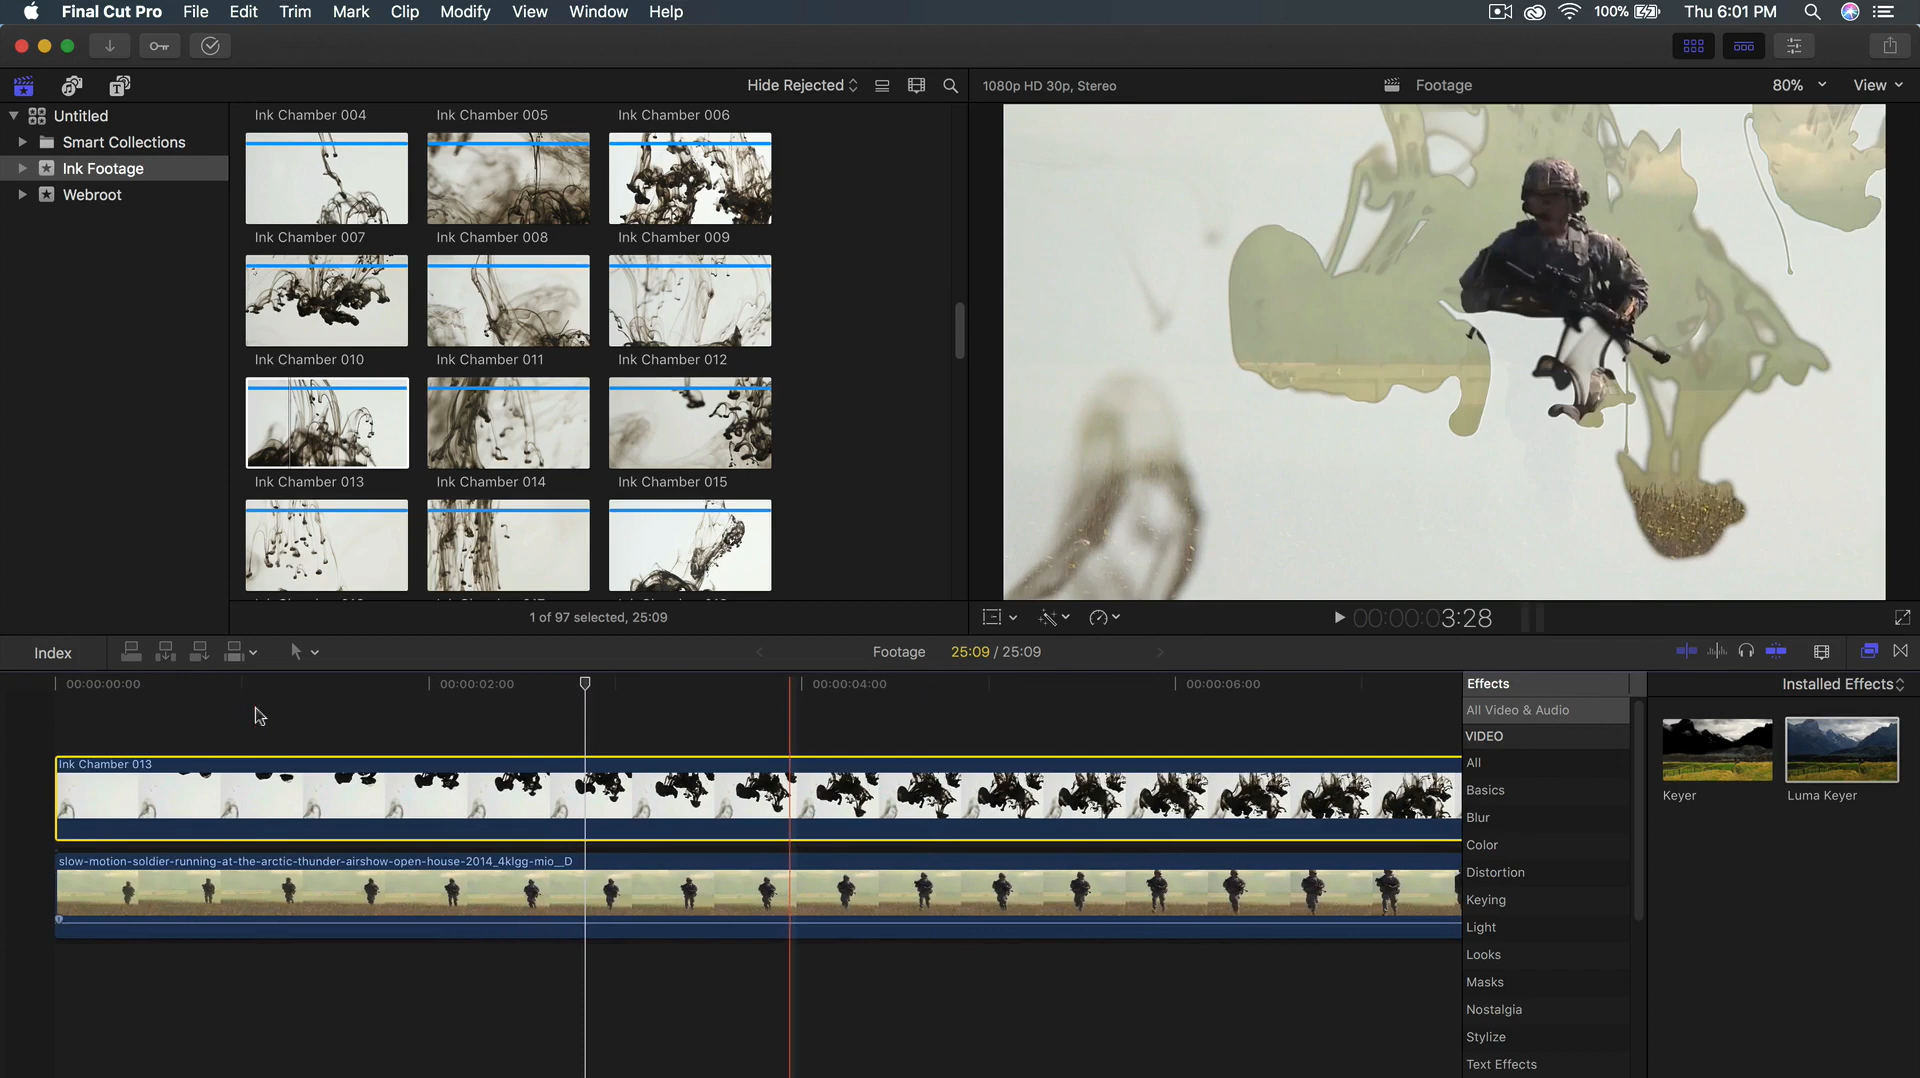 Final Cut Pro File Edit Trim Mark Clip Modify View Window Help 100% Thu 6:01 PM
Hide Rejected
1080p HD 30p, Stereo Footage 80% View
Untitled
Smart Collections
Ink Footage
Webroot
Ink Chamber 004 Ink Chamber 005 Ink Chamber 006
Ink Chamber 007 Ink Chamber 008 Ink Chamber 009
Ink Chamber 010 Ink Chamber 011 Ink Chamber 012
Ink Chamber 013 Ink Chamber 014 Ink Chamber 015
1 of 97 selected, 25:09
00:00:03:28
Index
Footage 25:09 / 25:09
00:00:00:00 00:00:02:00 00:00:04:00 00:00:06:00
Ink Chamber 013
slow-motion-soldier-running-at-the-arctic-thunder-airshow-open-house-2014_4klgg-mio__D
Effects
All Video & Audio
VIDEO
All
Basics
Blur
Color
Distortion
Keying
Light
Looks
Masks
Nostalgia
Stylize
Text Effects
Installed Effects
Keyer Luma Keyer